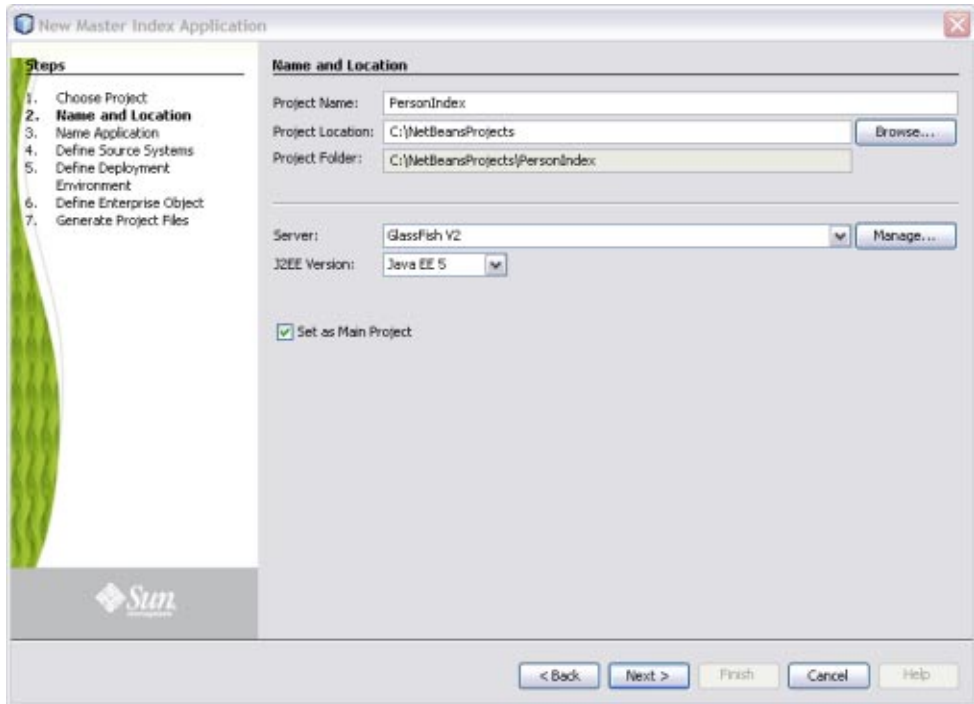 New Master Index Application
Steps
1. Choose Project
2. Name and Location
3. Name Application
4. Define Source Systems
5. Define Deployment
Environment
6. Define Enterprise Object
7. Generate Project Files
Name and Location
Project Name: PersonIndex
Project Location: C:\NetBeansProjects Browse...
Project Folder: C:\NetBeansProjects\PersonIndex
Server: GlassFish V2 Manage...
J2EE Version: Java EE 5
Set as Main Project
Sun
< Back Next > Finish Cancel Help